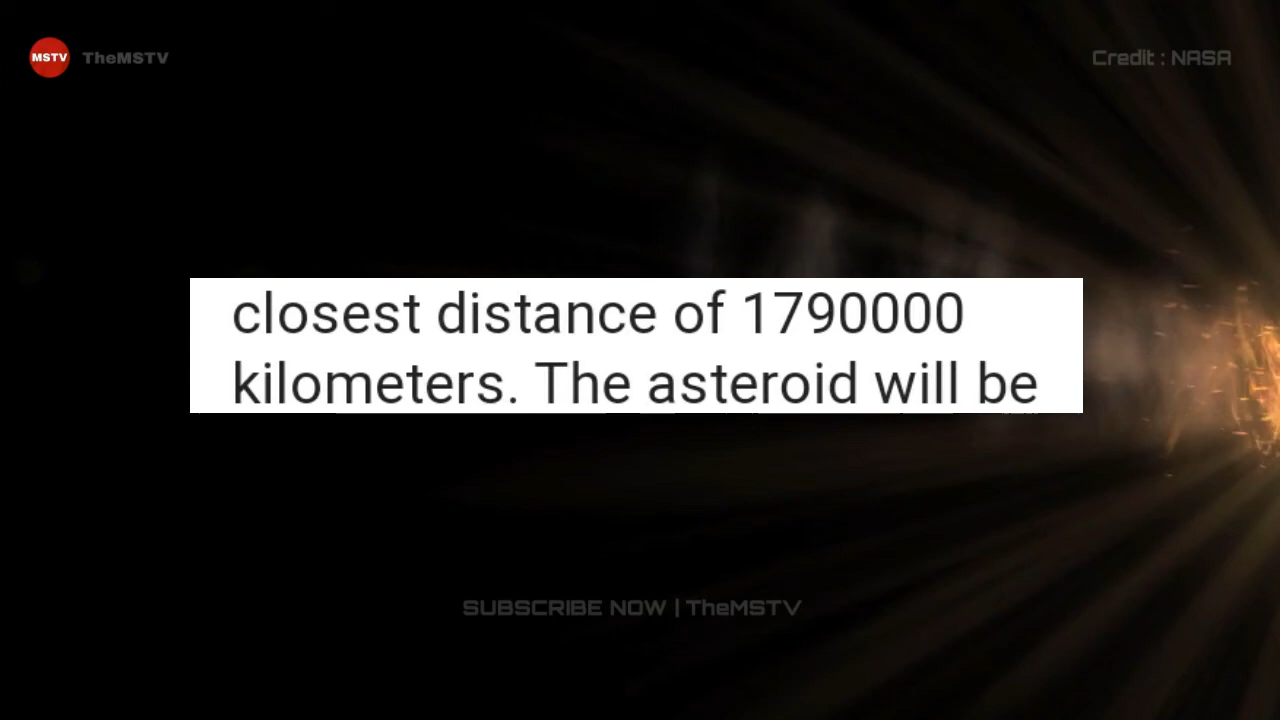 MSTV TheMSTV
Credit : NASA
closest distance of 1790000
kilometers. The asteroid will be
SUBSCRIBE NOW | TheMSTV